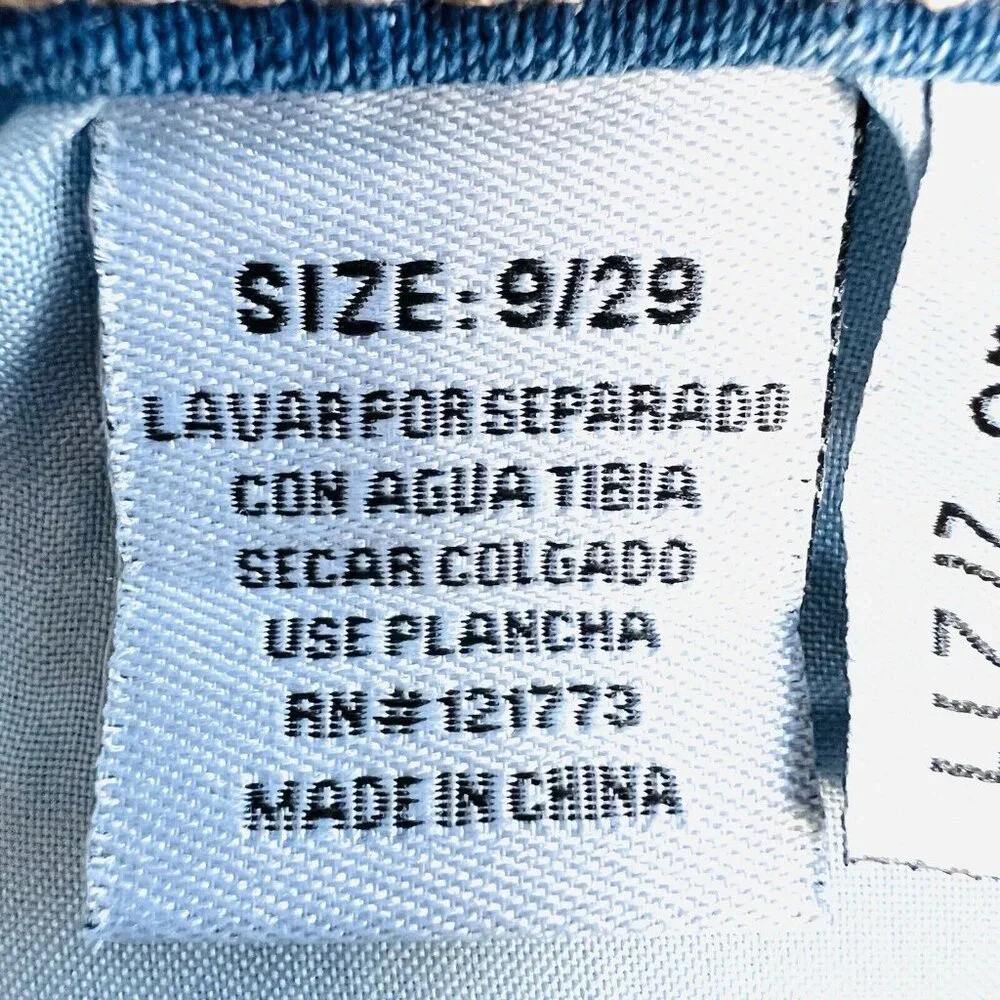 SIZE: 9/29
LAVAR POR SEPARADO
CON AGUA TIBIA
SECAR COLGADO
USE PLANCHA
RN#121773
MADE IN CHINA